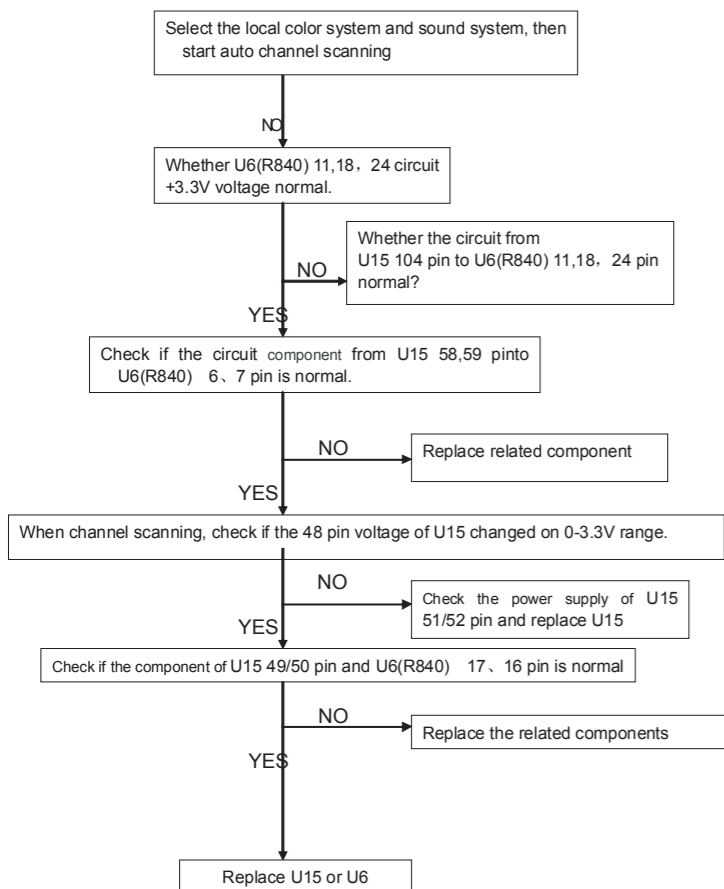 Select the local color system and sound system, then
start auto channel scanning
NO
Whether U6(R840) 11,18，24 circuit
+3.3V voltage normal.
Whether the circuit from
U15 104 pin to U6(R840) 11,18，24 pin
normal?
NO
YES
Check if the circuit component from U15 58,59 pinto
U6(R840) 6、7 pin is normal.
NO
Replace related component
YES
When channel scanning, check if the 48 pin voltage of U15 changed on 0-3.3V range.
NO
Check the power supply of U15
51/52 pin and replace U15
YES
Check if the component of U15 49/50 pin and U6(R840) 17、16 pin is normal
NO
Replace the related components
YES
Replace U15 or U6